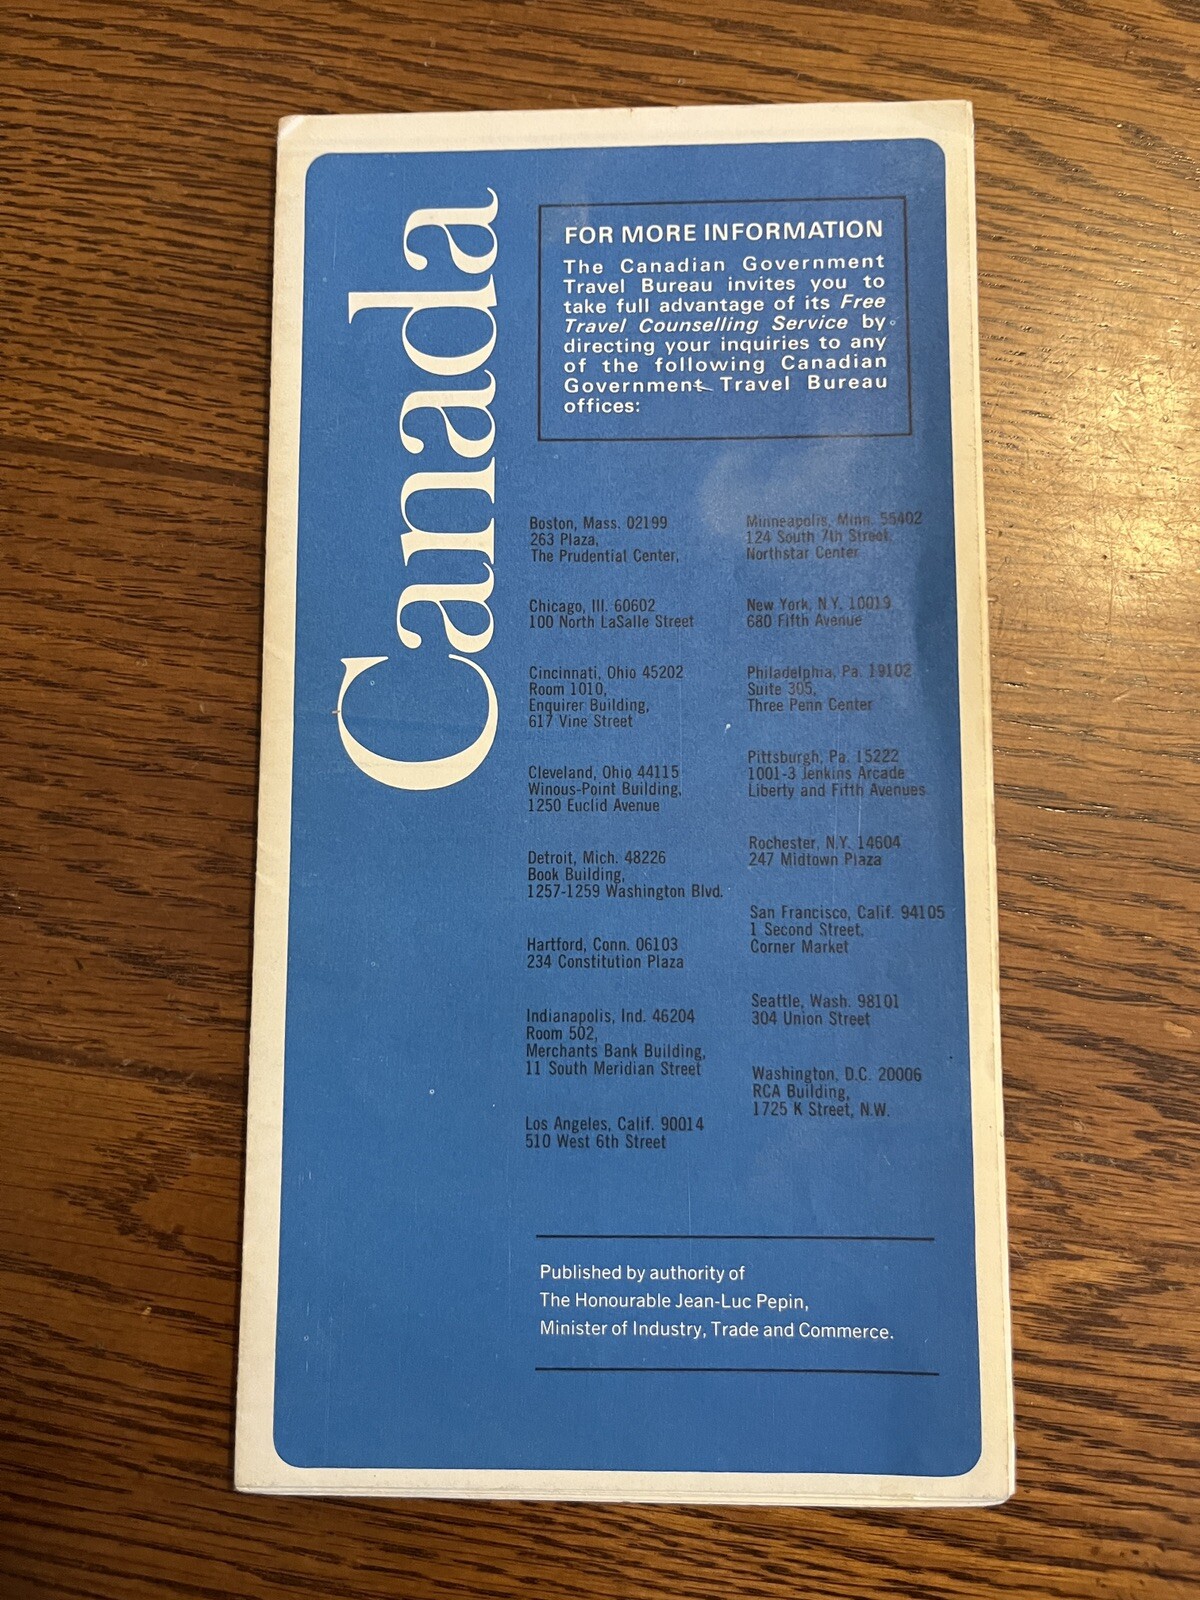 Canada
FOR MORE INFORMATION
The Canadian Government
Travel Bureau invites you to
take full advantage of its Free
Travel Counselling Service by
directing your inquiries to any
of the following Canadian
Government Travel Bureau
offices:
Boston, Mass. 02199
263 Plaza,
The Prudential Center,
Chicago, Ill. 60602
100 North LaSalle Street
Cincinnati, Ohio 45202
Room 1010,
Enquirer Building,
617 Vine Street
Cleveland, Ohio 44115
Winous-Point Building,
1250 Euclid Avenue
Detroit, Mich. 48226
Book Building,
1257-1259 Washington Blvd.
Hartford, Conn. 06103
234 Constitution Plaza
Indianapolis, Ind. 46204
Room 502,
Merchants Bank Building,
11 South Meridian Street
Los Angeles, Calif. 90014
510 West 6th Street
Minneapolis, Minn. 55402
124 South 7th Street,
Northstar Center
New York, N.Y. 10019
680 Fifth Avenue
Philadelphia, Pa. 19102
Suite 305,
Three Penn Center
Pittsburgh, Pa. 15222
1001-3 Jenkins Arcade
Liberty and Fifth Avenues
Rochester, N.Y. 14604
247 Midtown Plaza
San Francisco, Calif. 94105
1 Second Street,
Corner Market
Seattle, Wash. 98101
304 Union Street
Washington, D.C. 20006
RCA Building,
1725 K Street, N.W.
Published by authority of
The Honourable Jean-Luc Pepin,
Minister of Industry, Trade and Commerce.